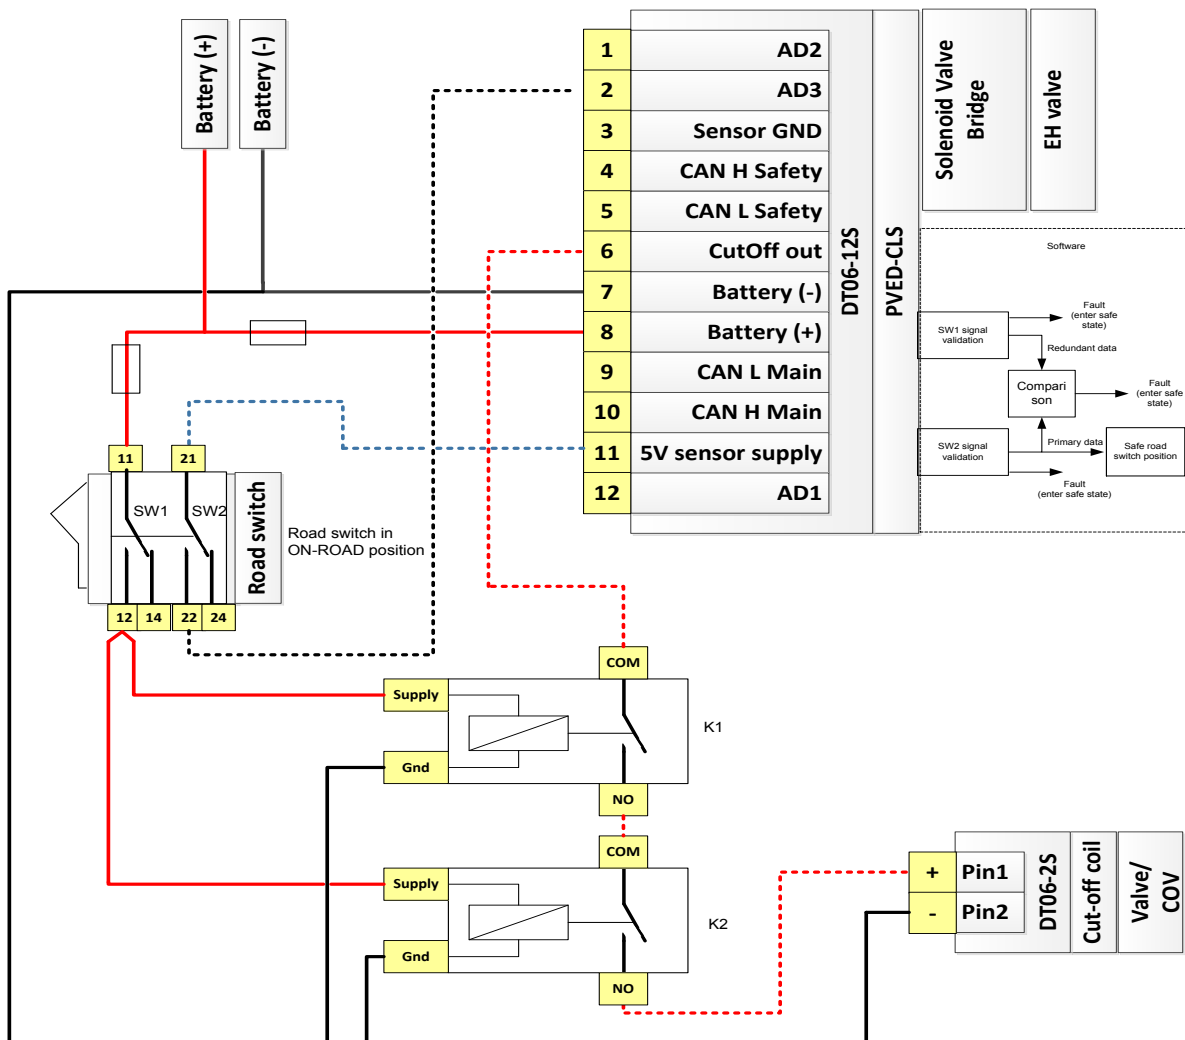 Battery (+)
Battery (-)
1 AD2
2 AD3
3 Sensor GND
4 CAN H Safety
5 CAN L Safety
6 CutOff out
7 Battery (-)
8 Battery (+)
9 CAN L Main
10 CAN H Main
11 5V sensor supply
12 AD1
DT06-12S
PVED-CLS
Solenoid Valve
Bridge
EH valve
Software
SW1 signal
validation
Fault
(enter safe
state)
Redundant data
Compari
son
Fault
(enter safe
state)
SW2 signal
validation
Primary data
Safe road
switch position
Fault
(enter safe state)
11
21
SW1
SW2
Road switch
Road switch in
ON-ROAD position
12
14
22
24
COM
Supply
K1
Gnd
NO
COM
Supply
K2
Gnd
NO
+ Pin1
- Pin2
DT06-2S
Cut-off coil
Valve/
COV